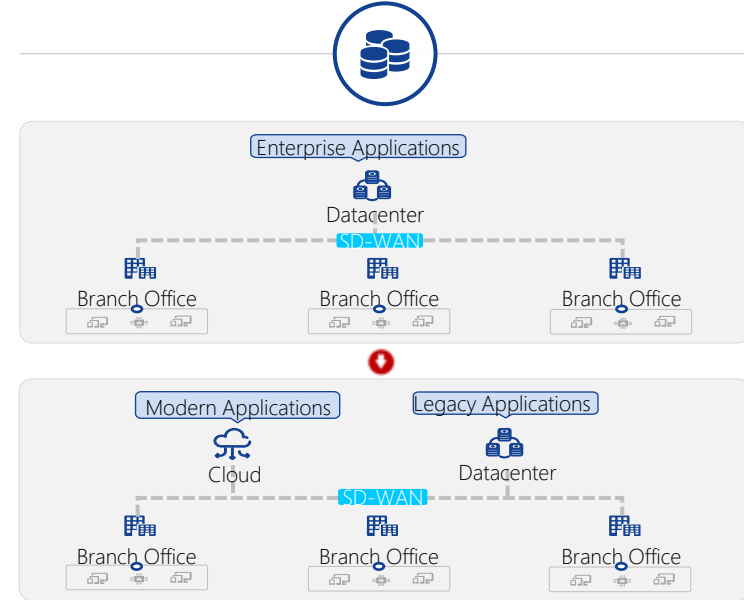 Enterprise Applications
Datacenter
SD-WAN
Branch Office
Branch Office
Branch Office
Modern Applications
Legacy Applications
Cloud
Datacenter
SD-WAN
Branch Office
Branch Office
Branch Office